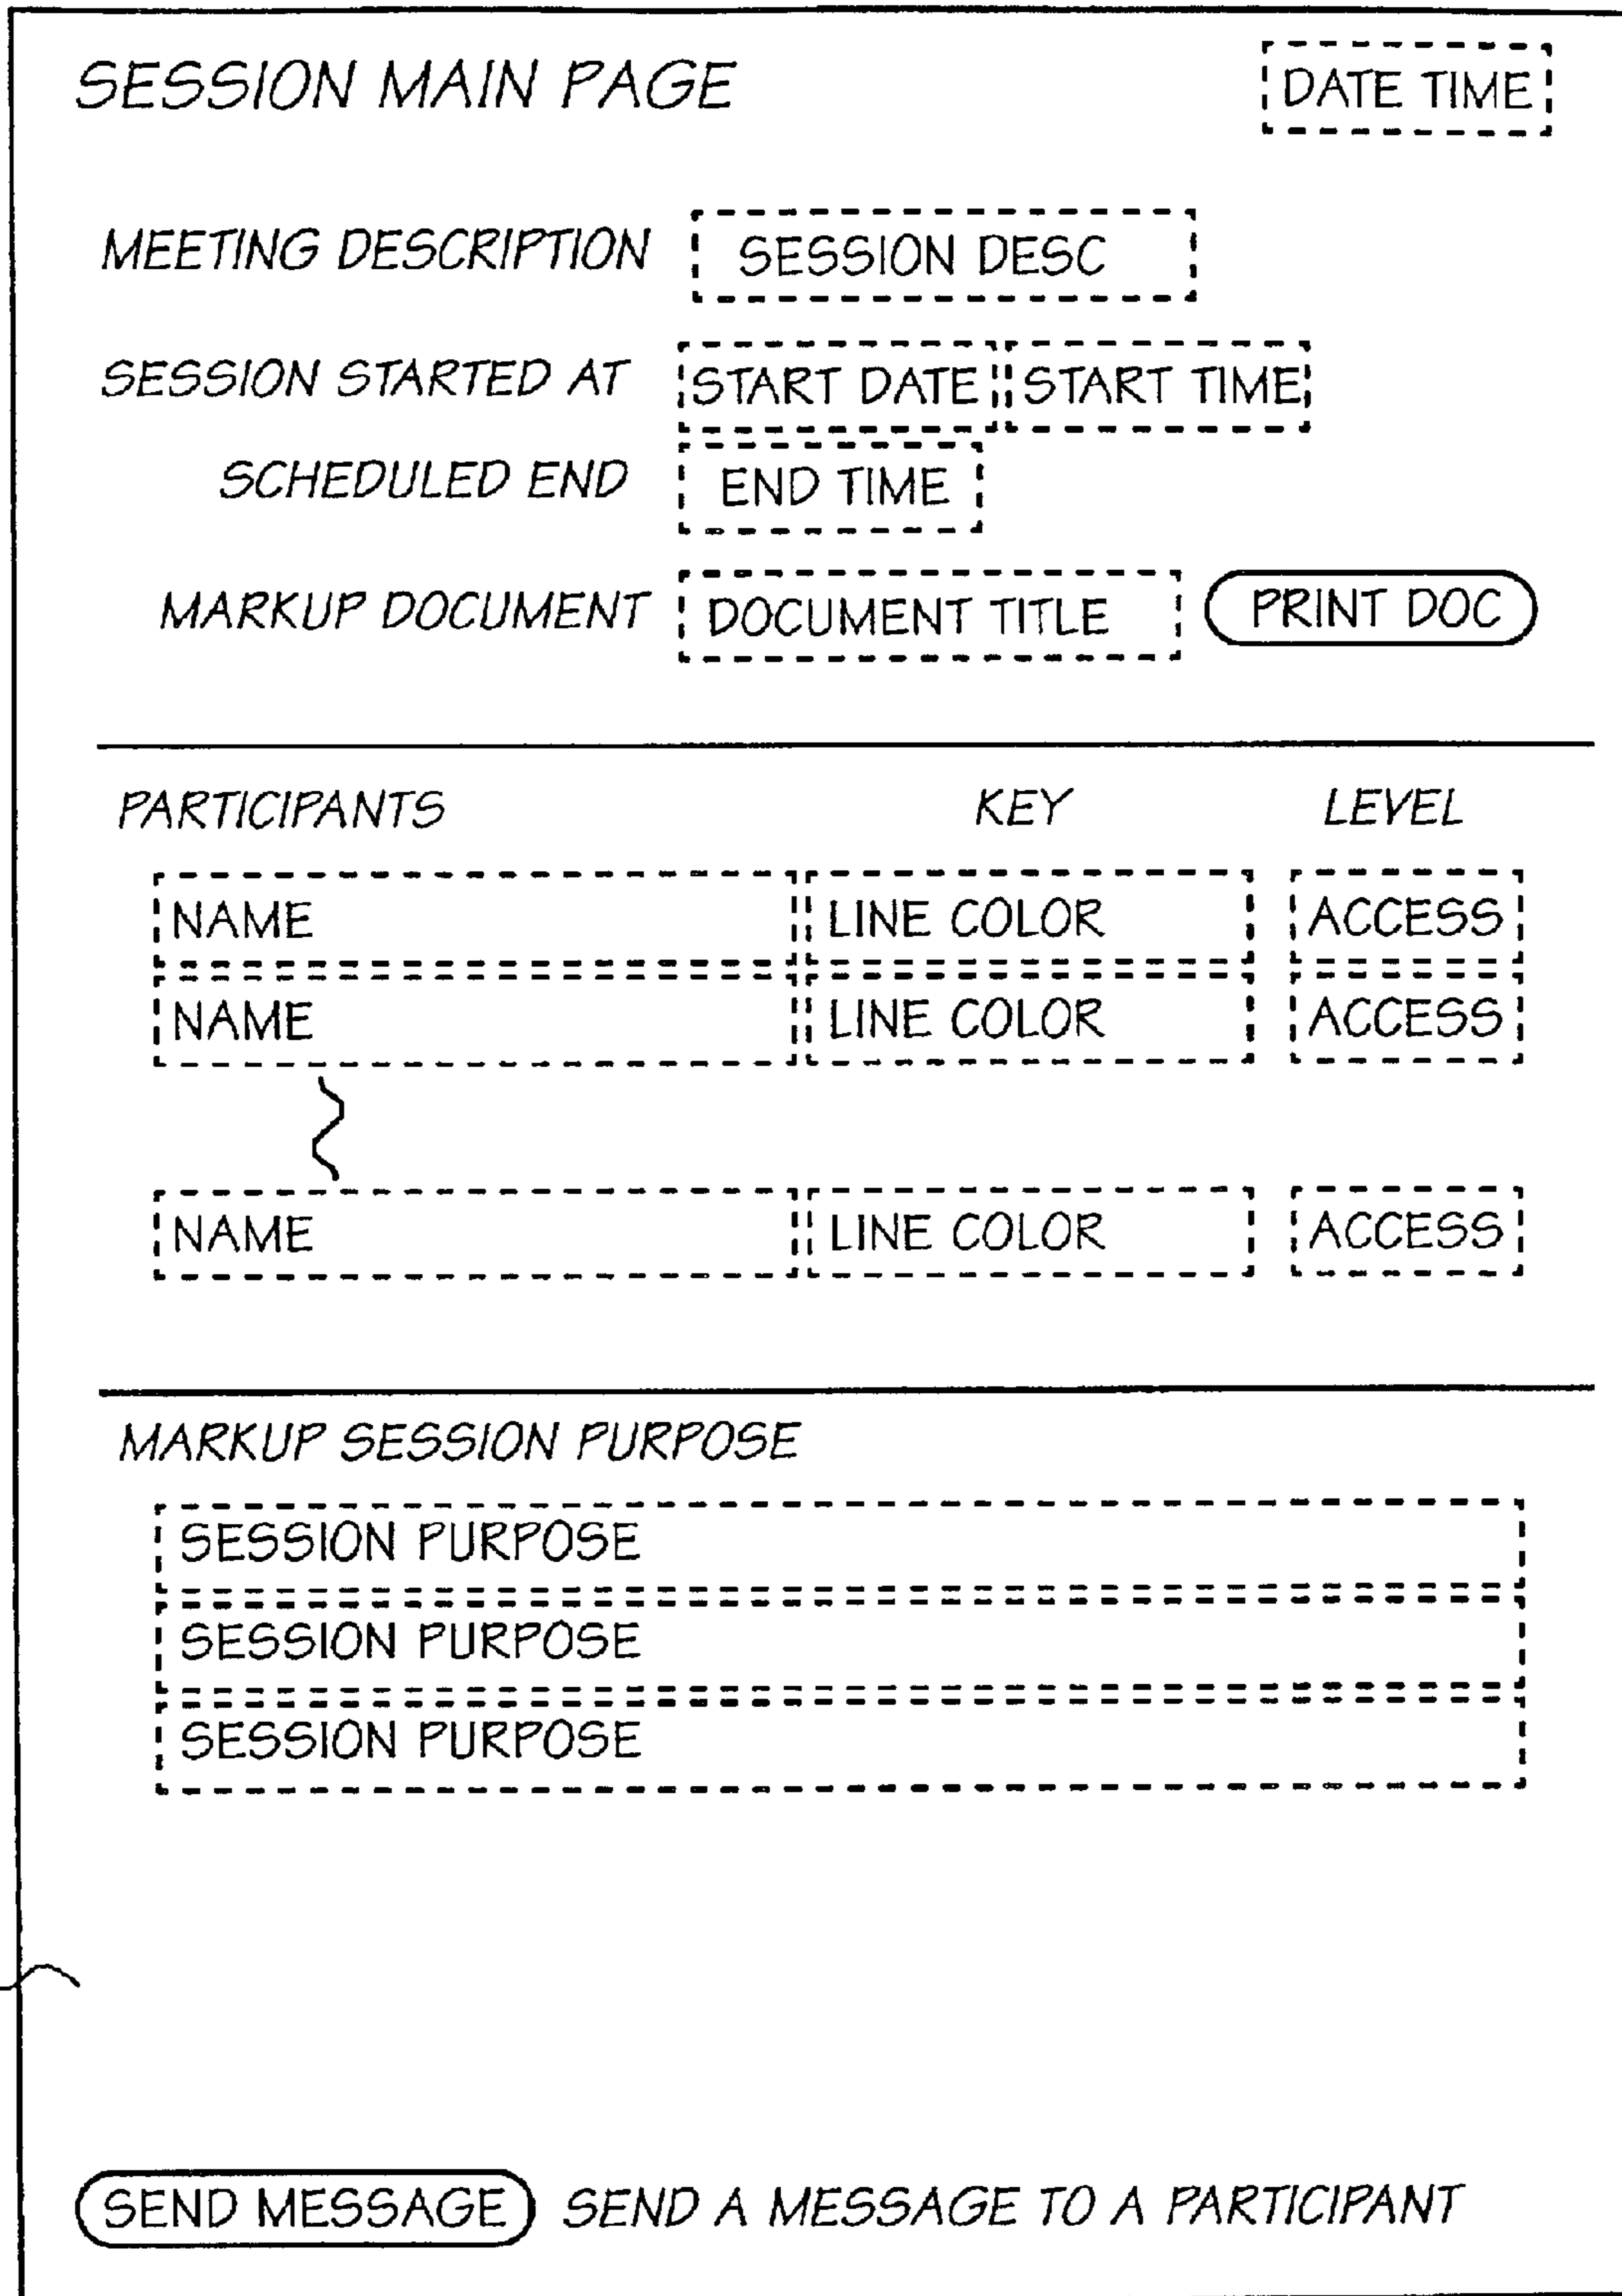 SESSION MAIN PAGE DATE TIME
MEETING DESCRIPTION SESSION DESC
SESSION STARTED AT START DATE START TIME
SCHEDULED END END TIME
MARKUP DOCUMENT DOCUMENT TITLE PRINT DOC
PARTICIPANTS KEY LEVEL
NAME LINE COLOR ACCESS
NAME LINE COLOR ACCESS
NAME LINE COLOR ACCESS
MARKUP SESSION PURPOSE
SESSION PURPOSE
SESSION PURPOSE
SESSION PURPOSE
SEND MESSAGE SEND A MESSAGE TO A PARTICIPANT